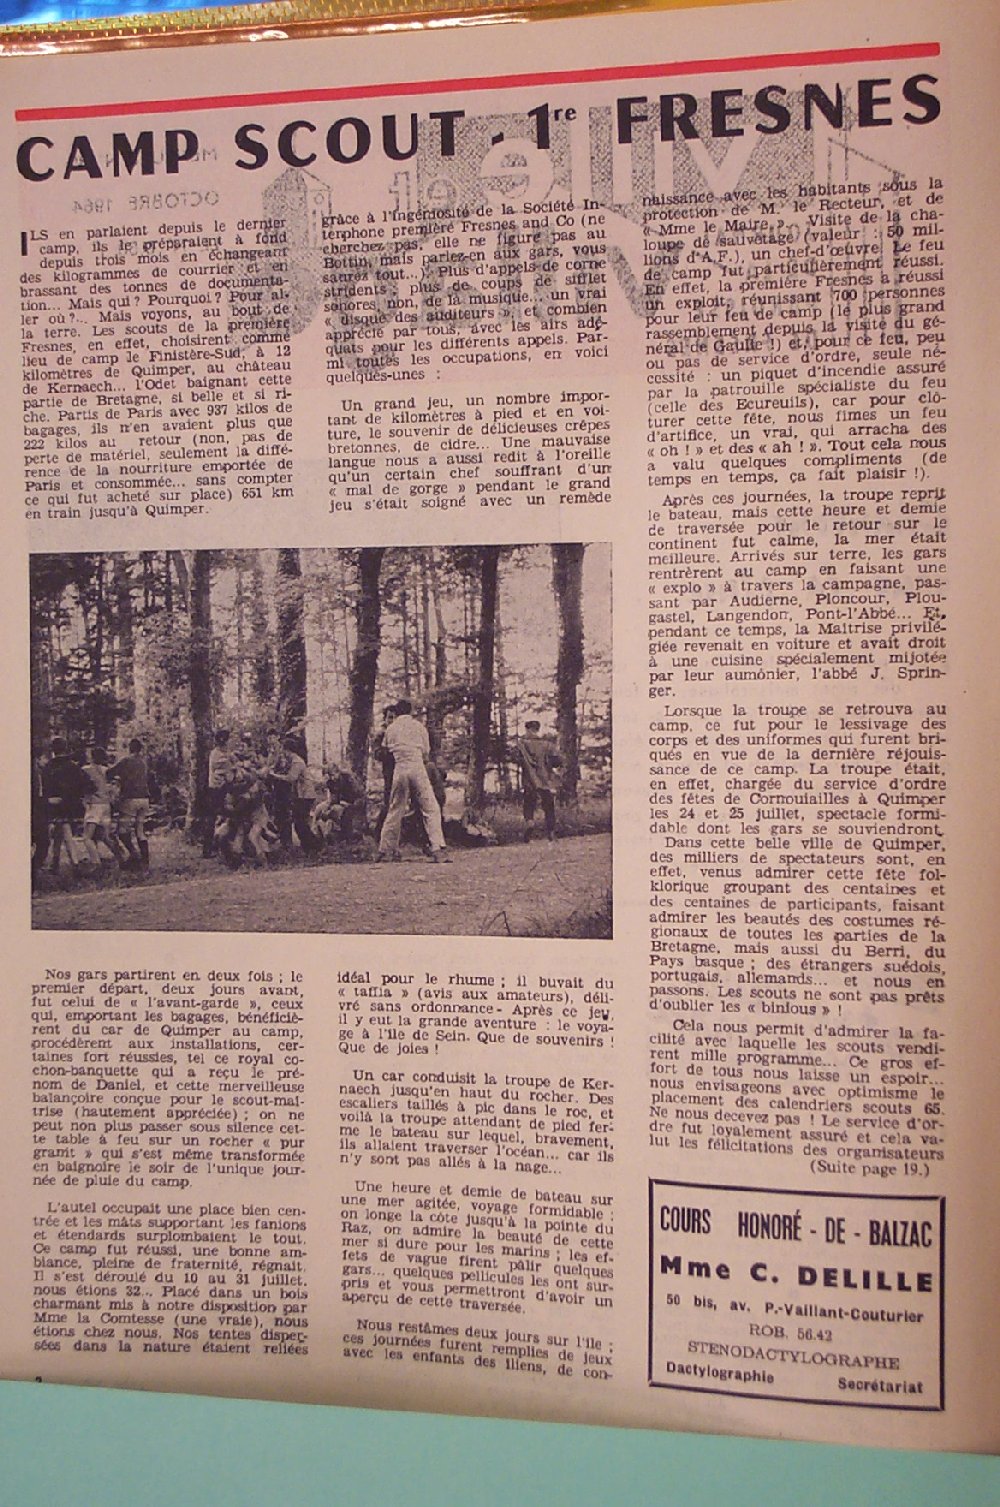 CAMP SCOUT - 1re FRESNES
OCTOBRE 1964
ILS en parlaient depuis le dernier
camp, ils le préparaient à fond
depuis trois mois en échangeant
des kilogrammes de courrier et en
brassant des tonnes de documenta-
tion... Mais qui ? Pourquoi ? Pour al-
ler où ?... Mais voyons, au bout de
la terre. Les scouts de la première
Fresnes, en effet, choisirent comme
lieu de camp le Finistère-Sud, à 12
kilomètres de Quimper, au château
de Kernaech... l'Odet baignant cette
partie de Bretagne, si belle et si ri-
che. Partis de Paris avec 937 kilos de
bagages, ils n'en avaient plus que
222 kilos au retour (non, pas de
perte de matériel, seulement la diffé-
rence de la nourriture emportée de
Paris et consommée... sans compter
ce qui fut acheté sur place) 651 km
en train jusqu'à Quimper.
Nos gars partirent en deux fois ; le
premier départ, deux jours avant,
fut celui de « l'avant-garde », ceux
qui, emportant les bagages, bénéficiè-
rent du car de Quimper au camp,
procédèrent aux installations, cer-
taines fort réussies, tel ce royal co-
chon-banquette qui a reçu le pré-
nom de Daniel, et cette merveilleuse
balançoire conçue pour le scout-mai-
trise (hautement appréciée) ; on ne
peut non plus passer sous silence cet-
te table à feu sur un rocher « pur
granit » qui s'est même transformée
en baignoire le soir de l'unique jour-
née de pluie du camp.
L'autel occupait une place bien cen-
trée et les mâts supportant les fanions
et étendards surplombaient le tout.
Ce camp fut réussi, une bonne am-
biance, pleine de fraternité, régnait.
Il s'est déroulé du 10 au 31 juillet.
nous étions 32... Placé dans un bois
charmant mis à notre disposition par
Mme la Comtesse (une vraie), nous
étions chez nous. Nos tentes disper-
sées dans la nature étaient reliées
grâce à l'ingéniosité de la Société In-
terphone première Fresnes and Co (ne
cherchez pas, elle ne figure pas au
Bottin, mais parlez-en aux gars, vous
saurez tout...). Plus d'appels de corne
stridents ; plus de coups de sifflet
sonores, non, de la musique... un vrai
« disque des auditeurs », et combien
apprécié par tous, avec les airs adé-
quats pour les différents appels. Par-
mi toutes les occupations, en voici
quelques-unes :
Un grand jeu, un nombre impor-
tant de kilomètres à pied et en voi-
ture, le souvenir de délicieuses crêpes
bretonnes, de cidre... Une mauvaise
langue nous a aussi redit à l'oreille
qu'un certain chef souffrant d'un
« mal de gorge » pendant le grand
jeu s'était soigné avec un remède
idéal pour le rhume ; il buvait du
« taffia » (avis aux amateurs), déli-
vré sans ordonnance - Après ce jeu,
il y eut la grande aventure : le voya-
ge à l'île de Sein. Que de souvenirs !
Que de joies !
Un car conduisit la troupe de Ker-
naech jusqu'en haut du rocher. Des
escaliers taillés à pic dans le roc, et
voilà la troupe attendant de pied fer-
me le bateau sur lequel, bravement,
ils allaient traverser l'océan... car ils
n'y sont pas allés à la nage...
Une heure et demie de bateau sur
une mer agitée, voyage formidable ;
on longe la côte jusqu'à la pointe du
Raz, on admire la beauté de cette
mer si dure pour les marins ; les ef-
fets de vague firent pâlir quelques
gars... quelques pellicules les ont sur-
pris et vous permettront d'avoir un
aperçu de cette traversée.
Nous restâmes deux jours sur l'île ;
ces journées furent remplies de jeux
avec les enfants des îliens, de con-
naissance avec les habitants sous la
protection de M. le Recteur, et de
« Mme le Maire ». Visite de la cha-
loupe de sauvetage (valeur : 50 mil-
lions d'A.F.), un chef-d'œuvre. Le feu
de camp fut particulièrement réussi.
En effet, la première Fresnes a réussi
un exploit, réunissant 700 personnes
pour leur feu de camp (le plus grand
rassemblement depuis la visite du gé-
néral de Gaulle !) et, pour ce feu, peu
ou pas de service d'ordre, seule né-
cessité : un piquet d'incendie assuré
par la patrouille spécialiste du feu
(celle des Ecureuils), car pour clô-
turer cette fête, nous fîmes un feu
d'artifice, un vrai, qui arracha des
« oh ! » et des « ah ! ». Tout cela nous
a valu quelques compliments (de
temps en temps, ça fait plaisir !).
Après ces journées, la troupe reprit
le bateau, mais cette heure et demie
de traversée pour le retour sur le
continent fut calme, la mer était
meilleure. Arrivés sur terre, les gars
rentrèrent au camp en faisant une
« explo » à travers la campagne, pas-
sant par Audierne, Ploncour, Plou-
gastel, Langendon, Pont-l'Abbé... Et,
pendant ce temps, la Maîtrise privilé-
giée revenait en voiture et avait droit
à une cuisine spécialement mijotée
par leur aumônier, l'abbé J. Sprin-
ger.
Lorsque la troupe se retrouva au
camp, ce fut pour le lessivage des
corps et des uniformes qui furent bri-
qués en vue de la dernière réjouis-
sance de ce camp. La troupe était,
en effet, chargée du service d'ordre
des fêtes de Cornouiailles à Quimper
les 24 et 25 juillet, spectacle formi-
dable dont les gars se souviendront.
Dans cette belle ville de Quimper,
des milliers de spectateurs sont, en
effet, venus admirer cette fête fol-
klorique groupant des centaines et
des centaines de participants, faisant
admirer les beautés des costumes ré-
gionaux de toutes les parties de la
Bretagne, mais aussi du Berri, du
Pays basque ; des étrangers suédois,
portugais, allemands... et nous en
passons. Les scouts ne sont pas prêts
d'oublier les « binious » !
Cela nous permit d'admirer la fa-
cilité avec laquelle les scouts vendi-
rent mille programme... Ce gros ef-
fort de tous nous laisse un espoir...
nous envisageons avec optimisme le
placement des calendriers scouts 65.
Ne nous decevez pas ! Le service d'or-
dre fut loyalement assuré et cela va-
lut les félicitations des organisateurs
(Suite page 19.)
COURS HONORÉ - DE - BALZAC
Mme C. DELILLE
50 bis, av. P.-Vaillant-Couturier
ROB. 56.42
STENODACTYLOGRAPHE
Dactylographie Secrétariat